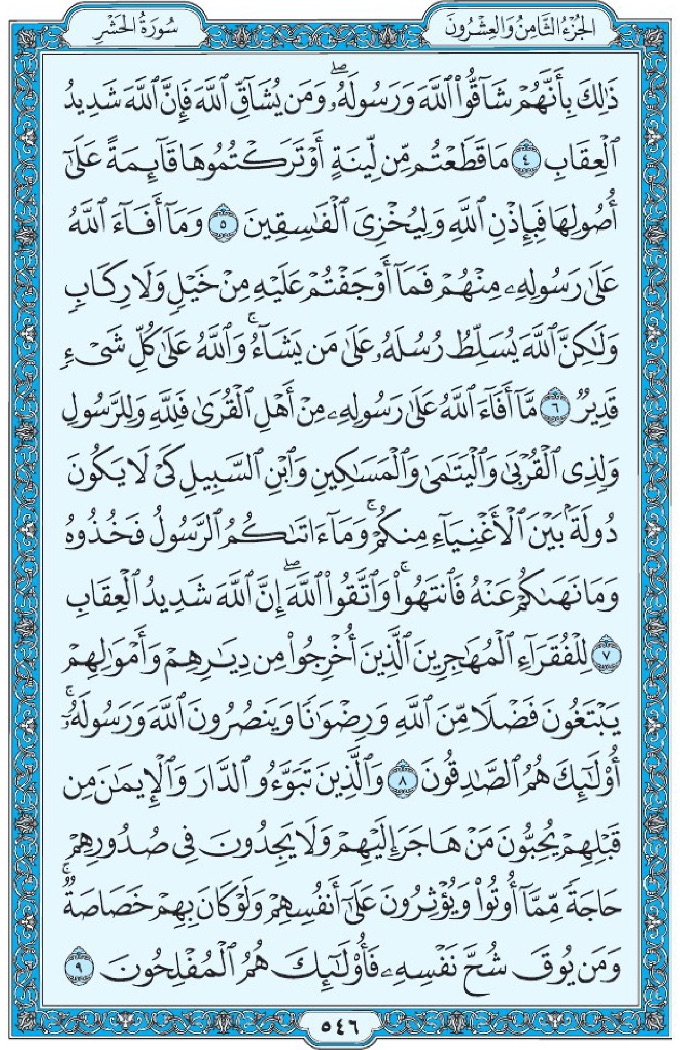 الجزء الثامن والعشرون
سورة الحشر
ذَٰلِكَ بِأَنَّهُمْ شَآقُّوا۟ ٱللَّهَ وَرَسُولَهُۥ ۖ وَمَن يُشَآقِّ ٱللَّهَ فَإِنَّ ٱللَّهَ شَدِيدُ
ٱلْعِقَابِ ٤ مَا قَطَعْتُم مِّن لِّينَةٍ أَوْ تَرَكْتُمُوهَا قَآئِمَةً عَلَىٰٓ
أُصُولِهَا فَبِإِذْنِ ٱللَّهِ وَلِيُخْزِىَ ٱلْفَٰسِقِينَ ٥ وَمَآ أَفَآءَ ٱللَّهُ
عَلَىٰ رَسُولِهِۦ مِنْهُمْ فَمَآ أَوْجَفْتُمْ عَلَيْهِ مِنْ خَيْلٍ وَلَا رِكَابٍ
وَلَٰكِنَّ ٱللَّهَ يُسَلِّطُ رُسُلَهُۥ عَلَىٰ مَن يَشَآءُ ۚ وَٱللَّهُ عَلَىٰ كُلِّ شَىْءٍ
قَدِيرٌ ٦ مَّآ أَفَآءَ ٱللَّهُ عَلَىٰ رَسُولِهِۦ مِنْ أَهْلِ ٱلْقُرَىٰ فَلِلَّهِ وَلِلرَّسُولِ
وَلِذِى ٱلْقُرْبَىٰ وَٱلْيَتَٰمَىٰ وَٱلْمَسَٰكِينِ وَٱبْنِ ٱلسَّبِيلِ كَىْ لَا يَكُونَ
دُولَةًۢ بَيْنَ ٱلْأَغْنِيَآءِ مِنكُمْ ۚ وَمَآ ءَاتَىٰكُمُ ٱلرَّسُولُ فَخُذُوهُ
وَمَا نَهَىٰكُمْ عَنْهُ فَٱنتَهُوا۟ ۚ وَٱتَّقُوا۟ ٱللَّهَ ۖ إِنَّ ٱللَّهَ شَدِيدُ ٱلْعِقَابِ
٧ لِلْفُقَرَآءِ ٱلْمُهَٰجِرِينَ ٱلَّذِينَ أُخْرِجُوا۟ مِن دِيَٰرِهِمْ وَأَمْوَٰلِهِمْ
يَبْتَغُونَ فَضْلًا مِّنَ ٱللَّهِ وَرِضْوَٰنًا وَيَنصُرُونَ ٱللَّهَ وَرَسُولَهُۥٓ ۚ
أُو۟لَٰٓئِكَ هُمُ ٱلصَّٰدِقُونَ ٨ وَٱلَّذِينَ تَبَوَّءُو ٱلدَّارَ وَٱلْإِيمَٰنَ مِن
قَبْلِهِمْ يُحِبُّونَ مَنْ هَاجَرَ إِلَيْهِمْ وَلَا يَجِدُونَ فِى صُدُورِهِمْ
حَاجَةً مِّمَّآ أُوتُوا۟ وَيُؤْثِرُونَ عَلَىٰٓ أَنفُسِهِمْ وَلَوْ كَانَ بِهِمْ خَصَاصَةٌ ۚ
وَمَن يُوقَ شُحَّ نَفْسِهِۦ فَأُو۟لَٰٓئِكَ هُمُ ٱلْمُفْلِحُونَ ٩
٥٤٦